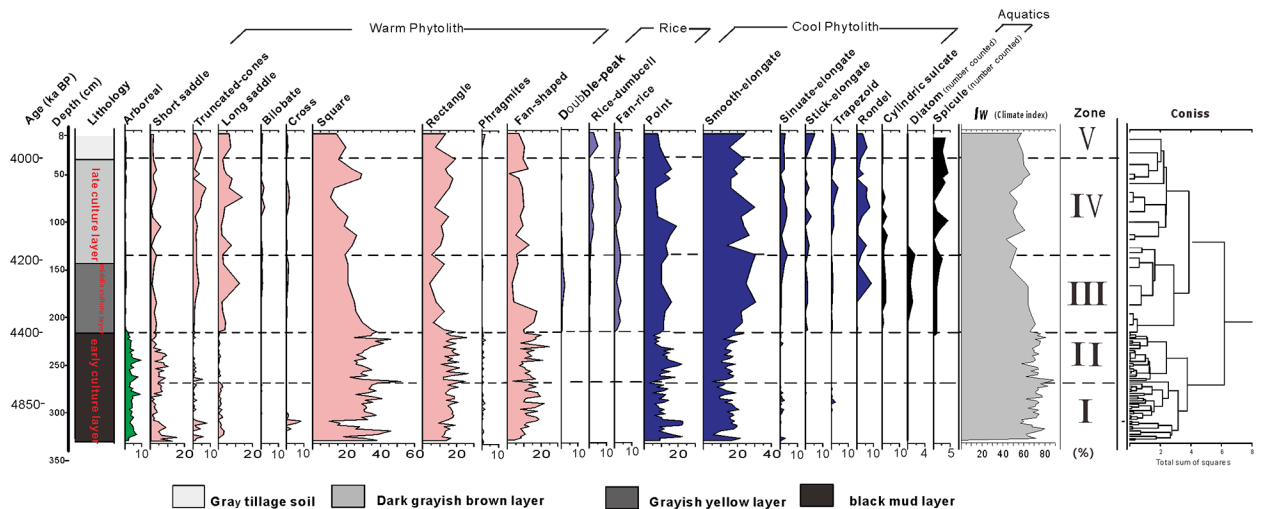 Aquatics
Warm Phytolith
Rice
Cool Phytolith
Age (ka BP)
Depth (cm)
Lithology
Arboreal
Short saddle
Truncated-cones
Long saddle
Bilobate
Cross
Square
Rectangle
Phragmites
Fan-shaped
Doubble-peak
Rice-dumbcell
Fan-rice
Point
Smooth-elongate
Sinuate-elongate
Stick-elongate
Trapezoid
Rondel
Cylindric sulcate
Diatom (number counted)
Spicule (number counted)
Iw (Climate index)
Zone
Coniss
8
4000
50
100
4200
150
200
4400
250
4850
300
350
late culture layer
early culture layer
V
IV
III
II
I
10 20 10 10 20 10 10 20 40 60 20 10 20 10 10 10 20 20 40 10 10 10 10 10 4 5 20 40 60 80 (%)
2 4 6 8
Total sum of squares
Gray tillage soil
Dark grayish brown layer
Grayish yellow layer
black mud layer